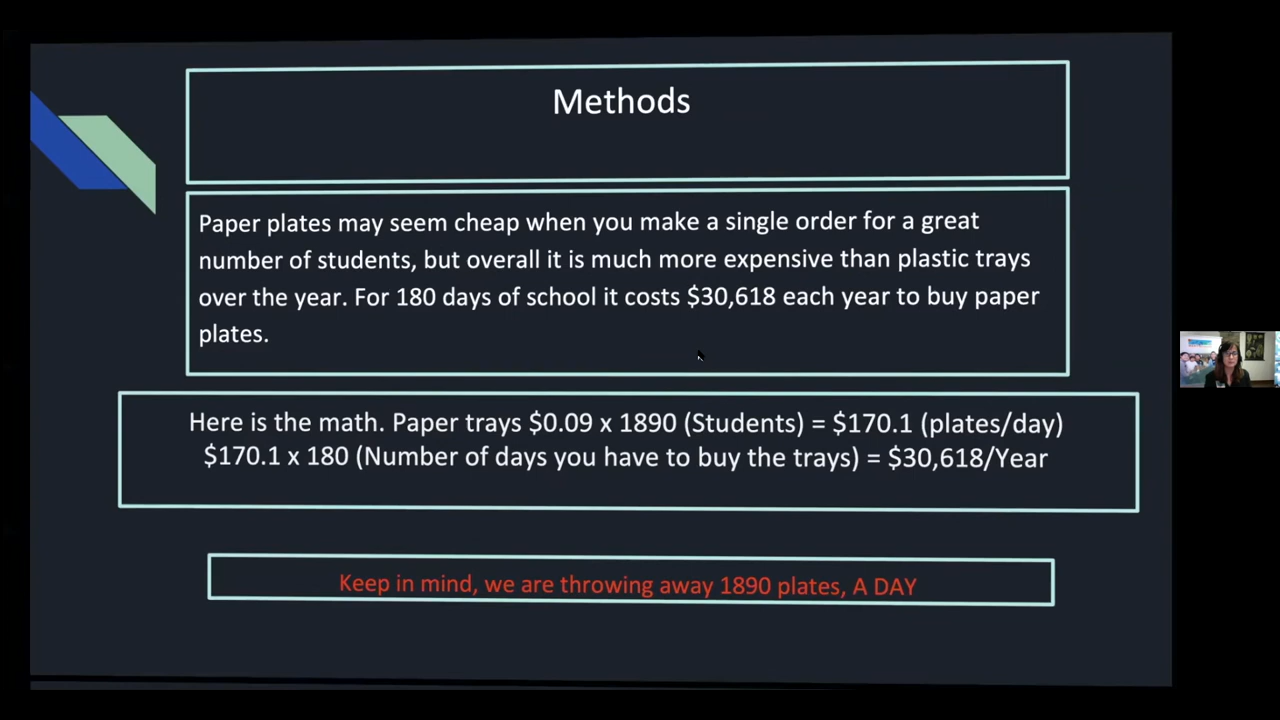 Methods
Paper plates may seem cheap when you make a single order for a great
number of students, but overall it is much more expensive than plastic trays
over the year. For 180 days of school it costs $30,618 each year to buy paper
plates.
Here is the math. Paper trays $0.09 x 1890 (Students) = $170.1 (plates/day)
$170.1 x 180 (Number of days you have to buy the trays) = $30,618/Year
Keep in mind, we are throwing away 1890 plates, A DAY